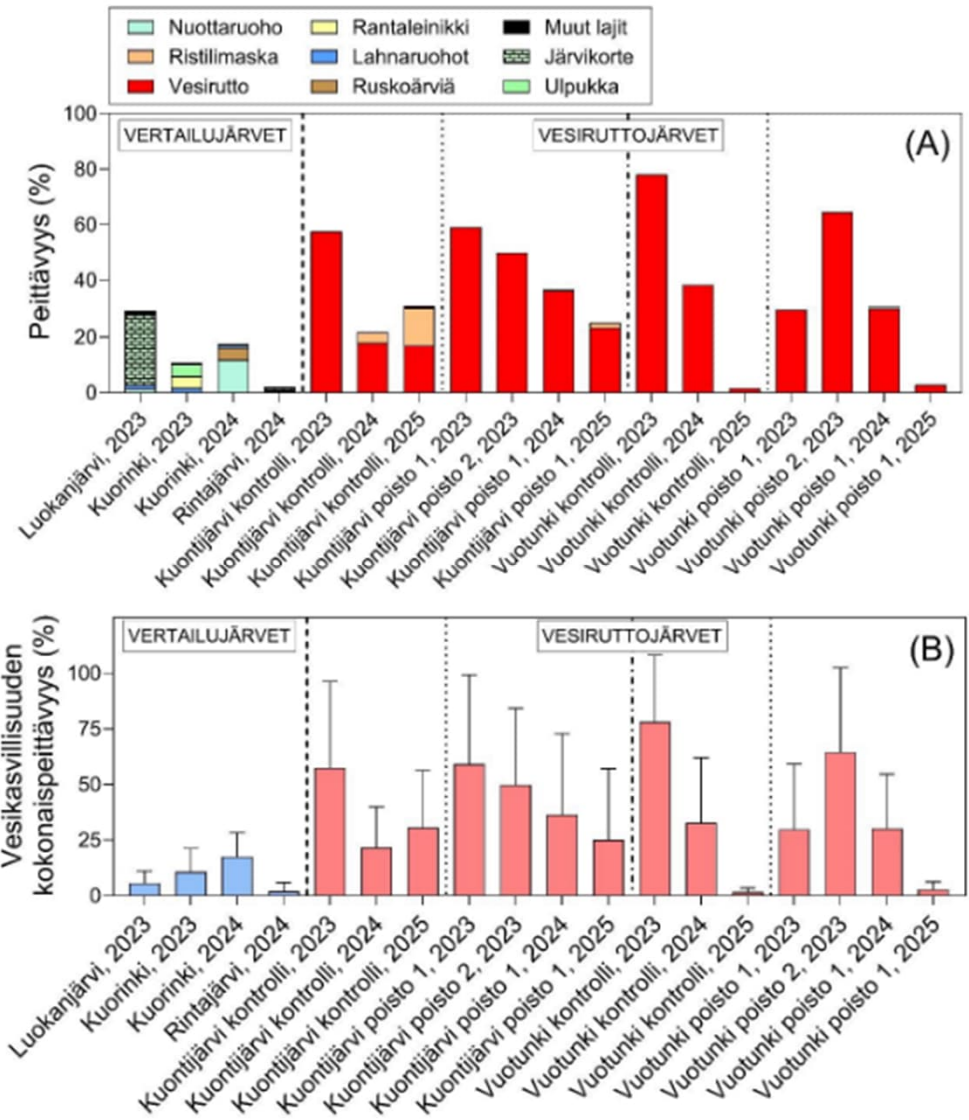 Nuottaruoho Rantaleinikki Muut lajit
Ristilimaska Lahnaruohot Järvikorte
Vesirutto Ruskoärviä Ulpukka
Peittävyys (%)
100
80
60
40
20
0
VERTAILUJÄRVET
VESIRUTTOJÄRVET
(A)
Luokanjärvi, 2023
Kuorinki, 2023
Kuorinki, 2024
Rintajärvi, 2024
Kuontijärvi kontrolli, 2023
Kuontijärvi kontrolli, 2024
Kuontijärvi kontrolli, 2025
Kuontijärvi poisto 1, 2023
Kuontijärvi poisto 2, 2023
Kuontijärvi poisto 1, 2024
Kuontijärvi poisto 1, 2025
Vuotunki kontrolli, 2023
Vuotunki kontrolli, 2024
Vuotunki kontrolli, 2025
Vuotunki poisto 1, 2023
Vuotunki poisto 2, 2023
Vuotunki poisto 1, 2024
Vuotunki poisto 1, 2025
Vesikasvillisuuden
kokonaispeittävyys (%)
100
75
50
25
0
VERTAILUJÄRVET
VESIRUTTOJÄRVET
(B)
Luokanjärvi, 2023
Kuorinki, 2023
Kuorinki, 2024
Rintajärvi, 2024
Kuontijärvi kontrolli, 2023
Kuontijärvi kontrolli, 2024
Kuontijärvi kontrolli, 2025
Kuontijärvi poisto 1, 2023
Kuontijärvi poisto 2, 2023
Kuontijärvi poisto 1, 2024
Kuontijärvi poisto 1, 2025
Vuotunki kontrolli, 2023
Vuotunki kontrolli, 2024
Vuotunki kontrolli, 2025
Vuotunki poisto 1, 2023
Vuotunki poisto 2, 2023
Vuotunki poisto 1, 2024
Vuotunki poisto 1, 2025